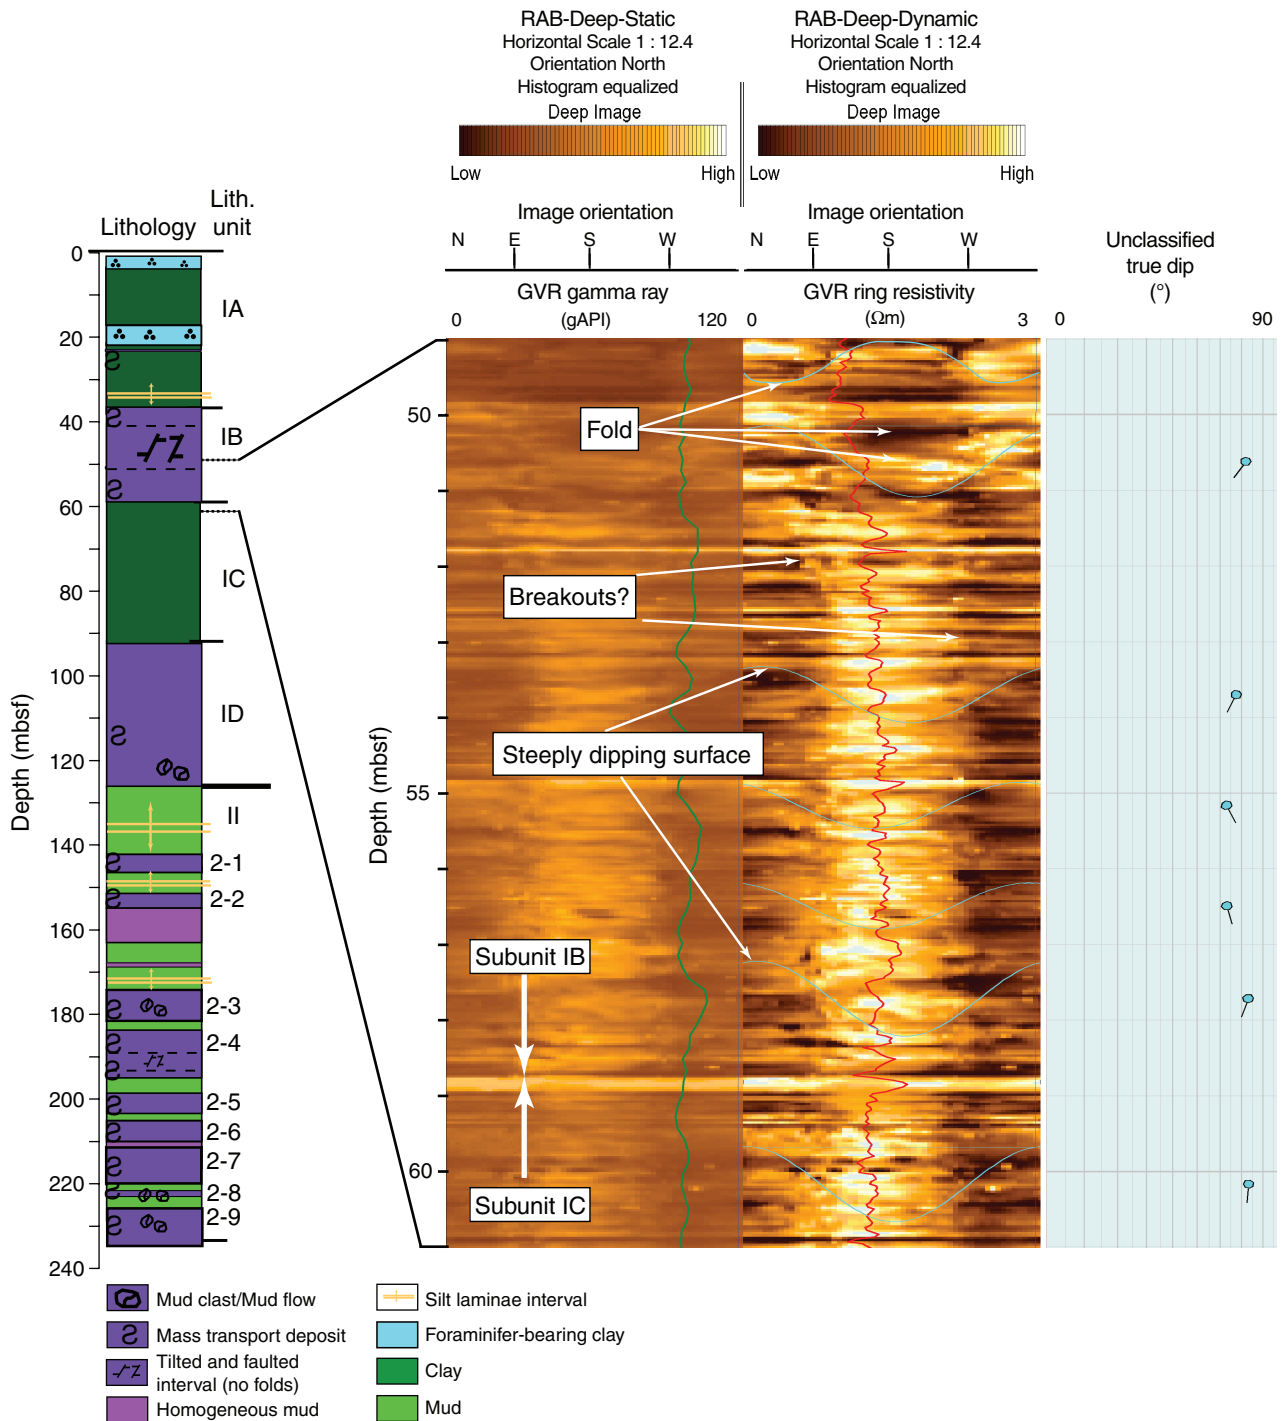 RAB-Deep-Static
Horizontal Scale 1 : 12.4
Orientation North
Histogram equalized
Deep Image
Low
High
RAB-Deep-Dynamic
Horizontal Scale 1 : 12.4
Orientation North
Histogram equalized
Deep Image
Low
High
Lithology
Lith.
unit
Image orientation
N E S W
GVR gamma ray
0 (gAPI) 120
Image orientation
N E S W
GVR ring resistivity
0 (Ωm) 3
Unclassified
true dip
(°)
0 90
Depth (mbsf)
0
20
40
60
80
100
120
140
160
180
200
220
240
IA
IB
IC
ID
II
2-1
2-2
2-3
2-4
2-5
2-6
2-7
2-8
2-9
Depth (mbsf)
50
55
60
Fold
Breakouts?
Steeply dipping surface
Subunit IB
Subunit IC
Mud clast/Mud flow
Mass transport deposit
Tilted and faulted
interval (no folds)
Homogeneous mud
Silt laminae interval
Foraminifer-bearing clay
Clay
Mud